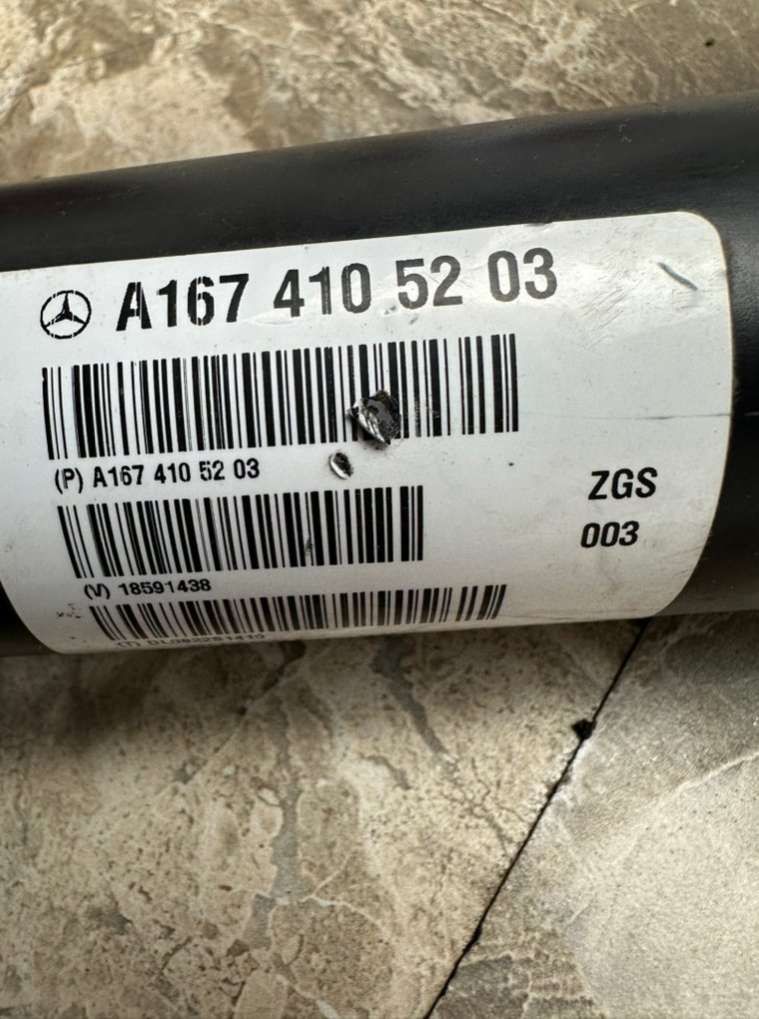 A167 410 52 03
(P) A167 410 52 03
ZGS
003
(V) 18591438